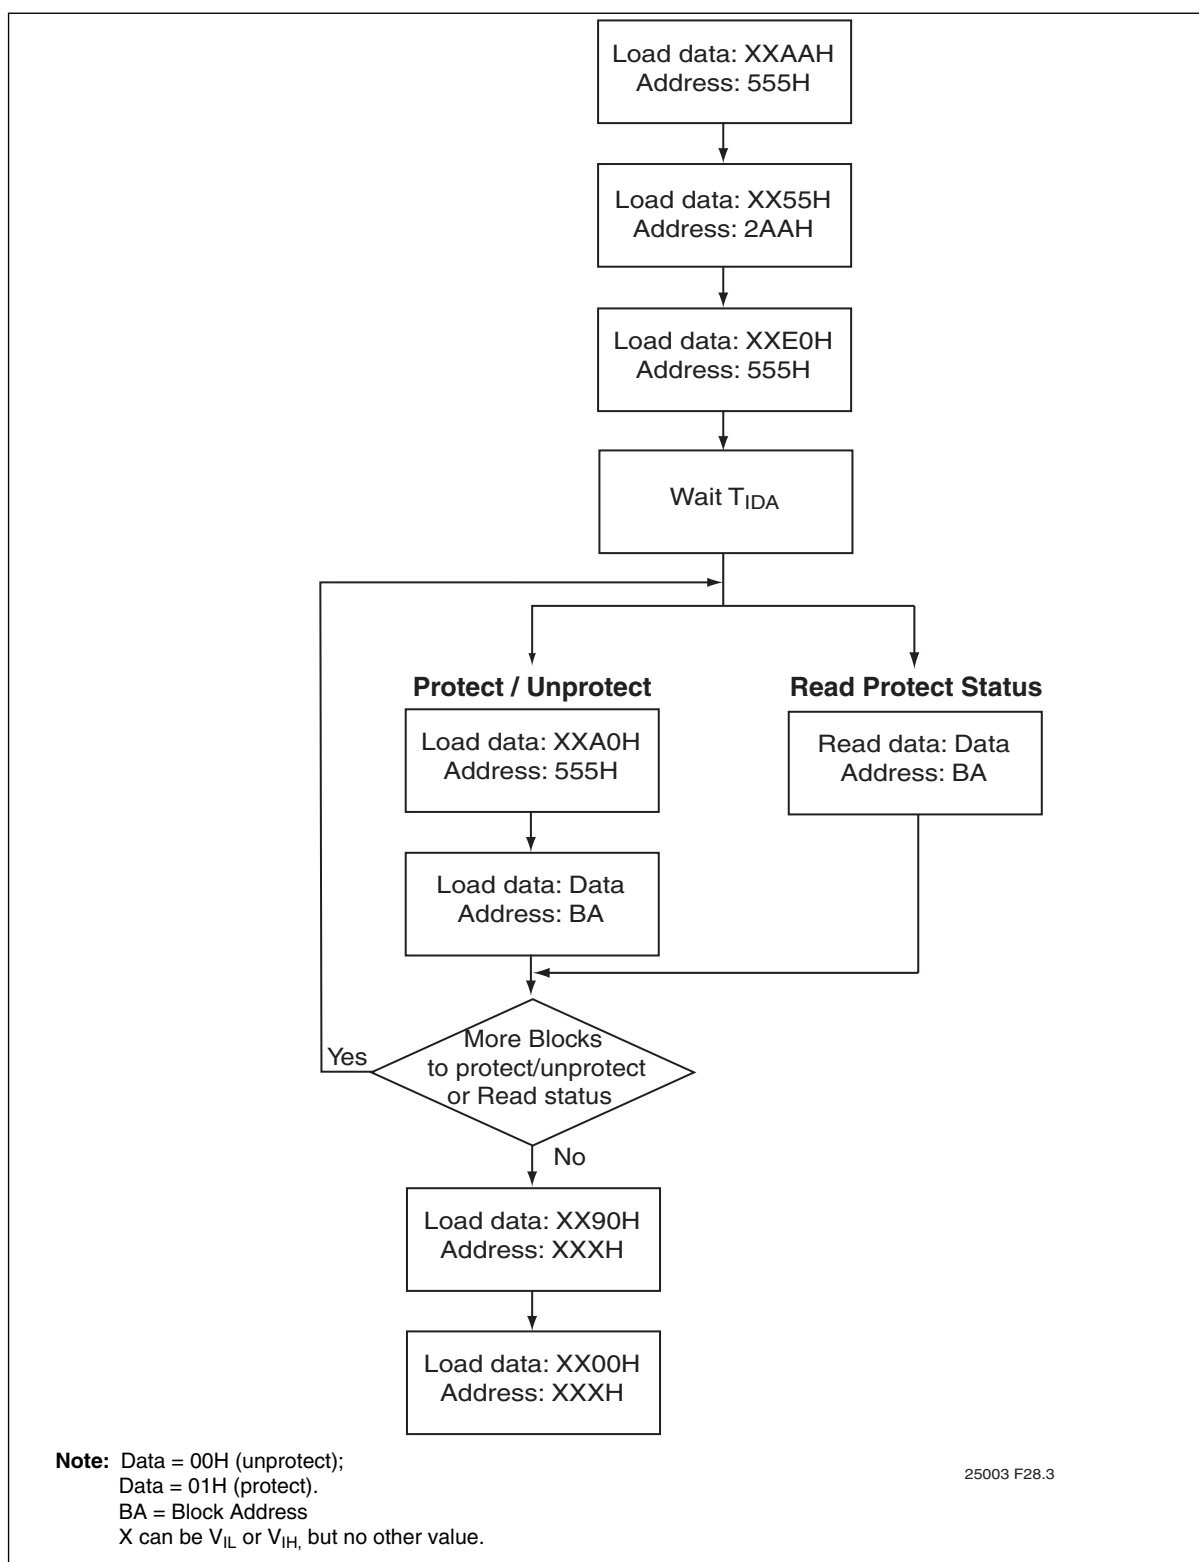 Load data: XXAAH
Address: 555H
Load data: XX55H
Address: 2AAH
Load data: XXE0H
Address: 555H
Wait TIDA
Protect / Unprotect
Read Protect Status
Load data: XXA0H
Address: 555H
Read data: Data
Address: BA
Load data: Data
Address: BA
More Blocks
to protect/unprotect
or Read status
Yes
No
Load data: XX90H
Address: XXXH
Load data: XX00H
Address: XXXH
Note: Data = 00H (unprotect);
Data = 01H (protect).
BA = Block Address
X can be VIL or VIH, but no other value.
25003 F28.3